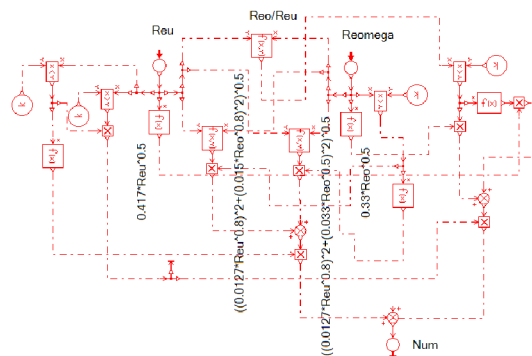 Reu
Reo/Reu
Reomega
0.417*Reu^0.5
((0.0127*Reu^0.8)^2+(0.015*Reo^0.8)^2)^0.5
((0.0127*Reu^0.8)^2+(0.033*Reo^0.5)^2)^0.5
0.33*Reo^0.5
k
k
f(x)
Num